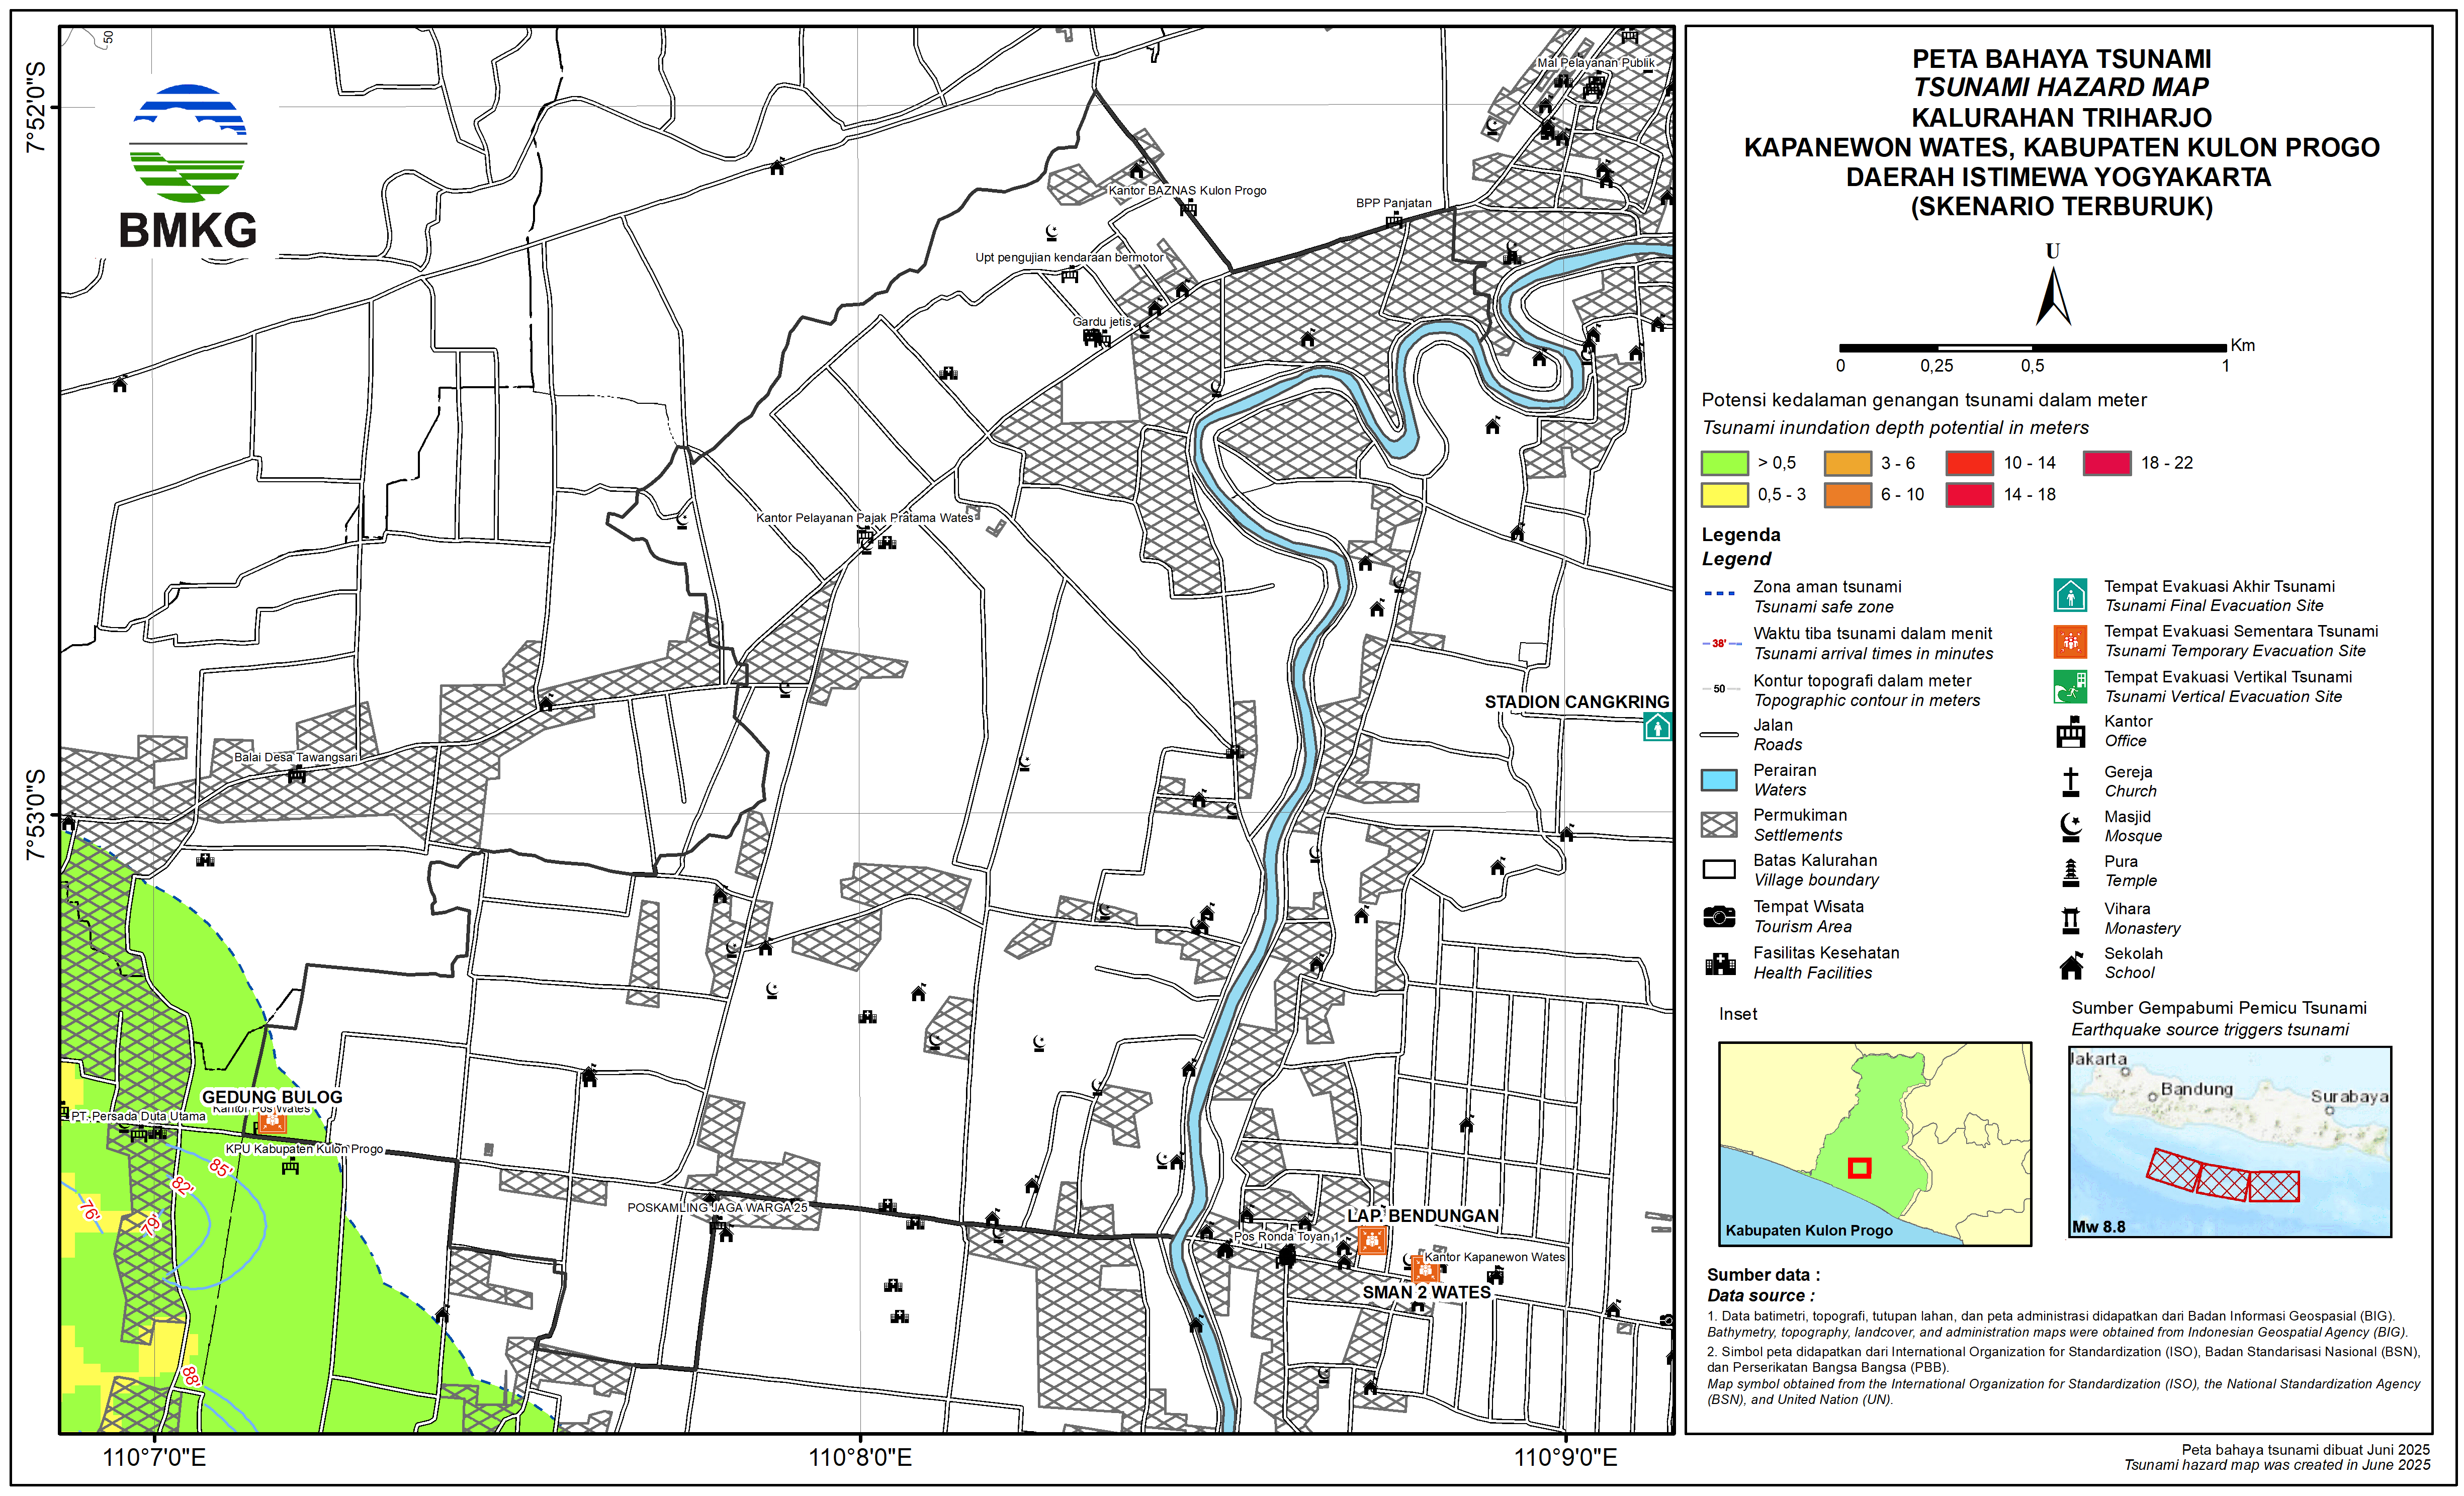 PETA BAHAYA TSUNAMI
TSUNAMI HAZARD MAP
KALURAHAN TRIHARJO
KAPANEWON WATES, KABUPATEN KULON PROGO
DAERAH ISTIMEWA YOGYAKARTA
(SKENARIO TERBURUK)
U
Km
0 0,25 0,5 1
Potensi kedalaman genangan tsunami dalam meter
Tsunami inundation depth potential in meters
> 0,5 3 - 6 10 - 14 18 - 22
0,5 - 3 6 - 10 14 - 18
Legenda
Legend
Zona aman tsunami
Tsunami safe zone
38'
Waktu tiba tsunami dalam menit
Tsunami arrival times in minutes
50
Kontur topografi dalam meter
Topographic contour in meters
Jalan
Roads
Perairan
Waters
Permukiman
Settlements
Batas Kalurahan
Village boundary
Tempat Wisata
Tourism Area
Fasilitas Kesehatan
Health Facilities
Tempat Evakuasi Akhir Tsunami
Tsunami Final Evacuation Site
Tempat Evakuasi Sementara Tsunami
Tsunami Temporary Evacuation Site
Tempat Evakuasi Vertikal Tsunami
Tsunami Vertical Evacuation Site
Kantor
Office
Gereja
Church
Masjid
Mosque
Pura
Temple
Vihara
Monastery
Sekolah
School
Inset
Kabupaten Kulon Progo
Sumber Gempabumi Pemicu Tsunami
Earthquake source triggers tsunami
Jakarta
Bandung
Surabaya
Mw 8.8
Sumber data :
Data source :
1. Data batimetri, topografi, tutupan lahan, dan peta administrasi didapatkan dari Badan Informasi Geospasial (BIG).
Bathymetry, topography, landcover, and administration maps were obtained from Indonesian Geospatial Agency (BIG).
2. Simbol peta didapatkan dari International Organization for Standardization (ISO), Badan Standarisasi Nasional (BSN),
dan Perserikatan Bangsa Bangsa (PBB).
Map symbol obtained from the International Organization for Standardization (ISO), the National Standardization Agency
(BSN), and United Nation (UN).
Peta bahaya tsunami dibuat Juni 2025
Tsunami hazard map was created in June 2025
50
BMKG
7°52'0"S
7°53'0"S
110°7'0"E
110°8'0"E
110°9'0"E
Mal Pelayanan Publik
Kantor BAZNAS Kulon Progo
BPP Panjatan
Upt pengujian kendaraan bermotor
Gardu jetis
Kantor Pelayanan Pajak Pratama Wates
STADION CANGKRING
Balai Desa Tawangsari
GEDUNG BULOG
Kantor Pos Wates
PT. Persada Duta Utama
KPU Kabupaten Kulon Progo
85'
82'
79'
76'
88'
POSKAMLING JAGA WARGA 25
LAP. BENDUNGAN
Pos Ronda Toyan 1
Kantor Kapanewon Wates
SMAN 2 WATES